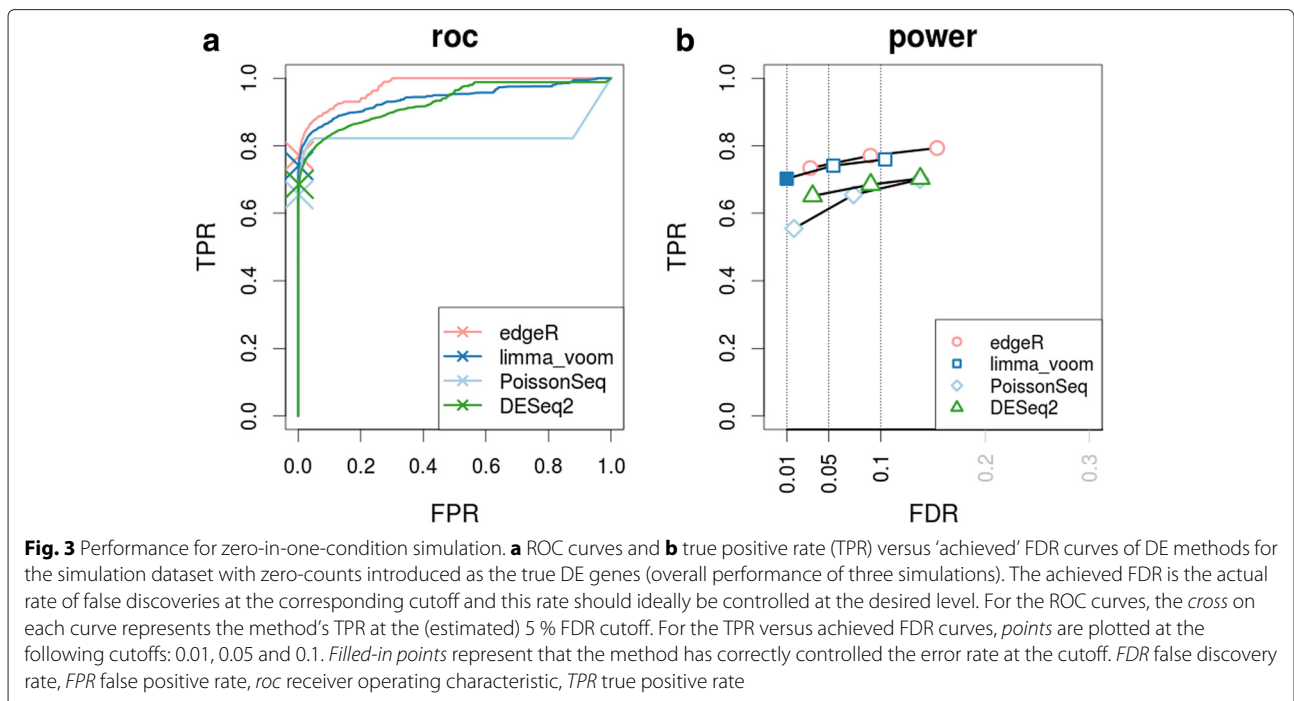 a
roc
TPR
1.0
0.8
0.6
0.4
0.2
0.0
edgeR
limma_voom
PoissonSeq
DESeq2
0.0 0.2 0.4 0.6 0.8 1.0
FPR
b
power
TPR
1.0
0.8
0.6
0.4
0.2
0.0
edgeR
limma_voom
PoissonSeq
DESeq2
0.01 0.05 0.1 0.2 0.3
FDR
Fig. 3 Performance for zero-in-one-condition simulation. a ROC curves and b true positive rate (TPR) versus ‘achieved’ FDR curves of DE methods for
the simulation dataset with zero-counts introduced as the true DE genes (overall performance of three simulations). The achieved FDR is the actual
rate of false discoveries at the corresponding cutoff and this rate should ideally be controlled at the desired level. For the ROC curves, the cross on
each curve represents the method’s TPR at the (estimated) 5 % FDR cutoff. For the TPR versus achieved FDR curves, points are plotted at the
following cutoffs: 0.01, 0.05 and 0.1. Filled-in points represent that the method has correctly controlled the error rate at the cutoff. FDR false discovery
rate, FPR false positive rate, roc receiver operating characteristic, TPR true positive rate